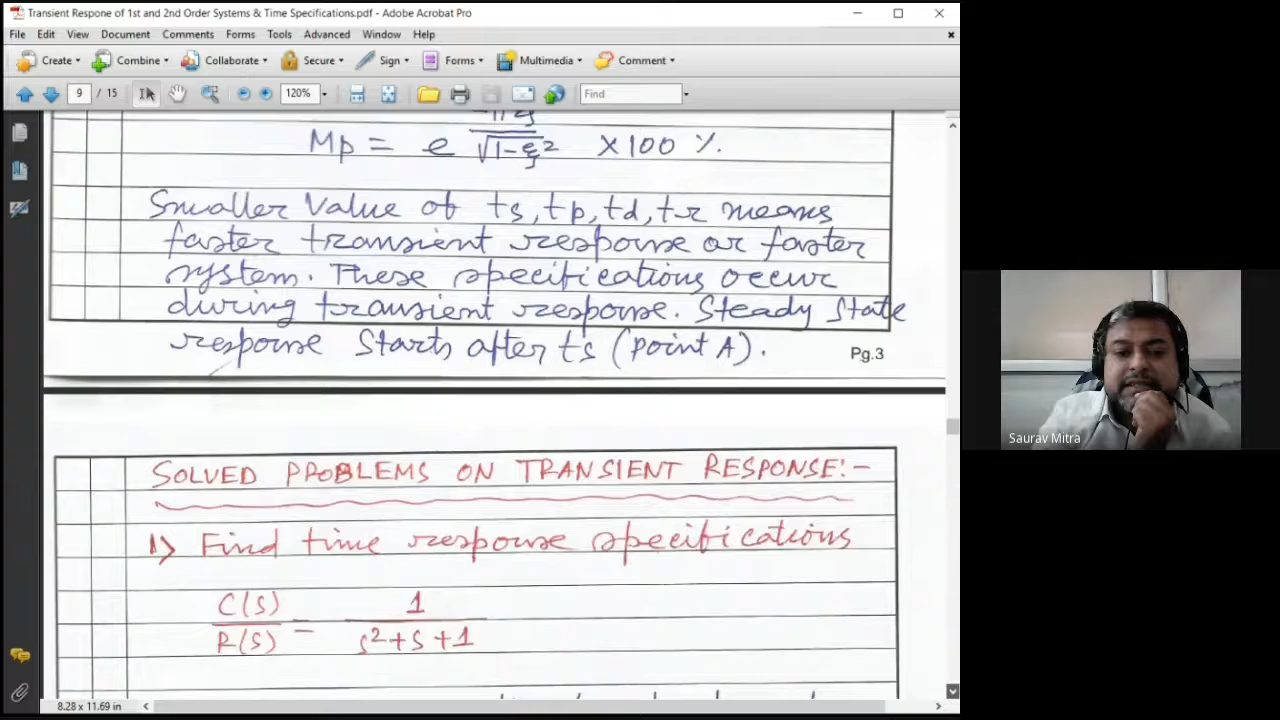 Transient Respone of 1st and 2nd Order Systems & Time Specifications.pdf - Adobe Acrobat Pro
File Edit View Document Comments Forms Tools Advanced Window Help
Create Combine Collaborate Secure Sign Forms Multimedia Comment
9 / 15 120% Find
-πξ
Mp = e √1-ξ² ×100 %.
Smaller Value of ts, tp, td, tr means
faster transient response or faster
system. These specifications occur
during transient response. Steady State
response Starts after ts (point A).
Pg.3
Saurav Mitra
SOLVED PROBLEMS ON TRANSIENT RESPONSE:-
1) Find time response specifications
C(S) 1
R(S) = s²+s+1
8.28 x 11.69 in